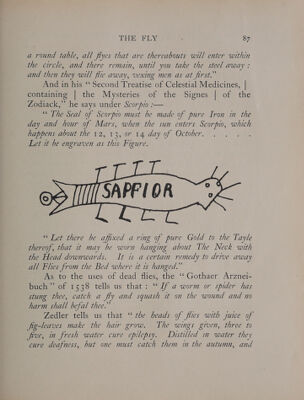 THE FLY 87
a round table, all flyes that are thereabouts will enter within
the circle, and there remain, until you take the steel away :
and then they will flie away, vexing men as at first."
And in his "Second Treatise of Celestial Medicines, |
containing | the Mysteries of the Signes | of the
Zodiack," he says under Scorpio :—
"The Seal of Scorpio must be made of pure Iron in the
day and hour of Mars, when the sun enters Scorpio, which
happens about the 12, 13, or 14 day of October. . . . . .
Let it be engraven as this Figure.
SAPPIOR
"Let there be affixed a ring of pure Gold to the Tayle
thereof, that it may be worn hanging about The Neck with
the Head downwards. It is a certain remedy to drive away
all Flies from the Bed where it is hanged."
As to the uses of dead flies, the "Gothaer Arznei-
buch" of 1538 tells us that : "If a worm or spider has
stung thee, catch a fly and squash it on the wound and no
harm shall befal thee."
Zedler tells us that "the heads of flies with juice of
fig-leaves make the hair grow. The wings given, three to
five, in fresh water cure epilepsy. Distilled in water they
cure deafness, but one must catch them in the autumn, and